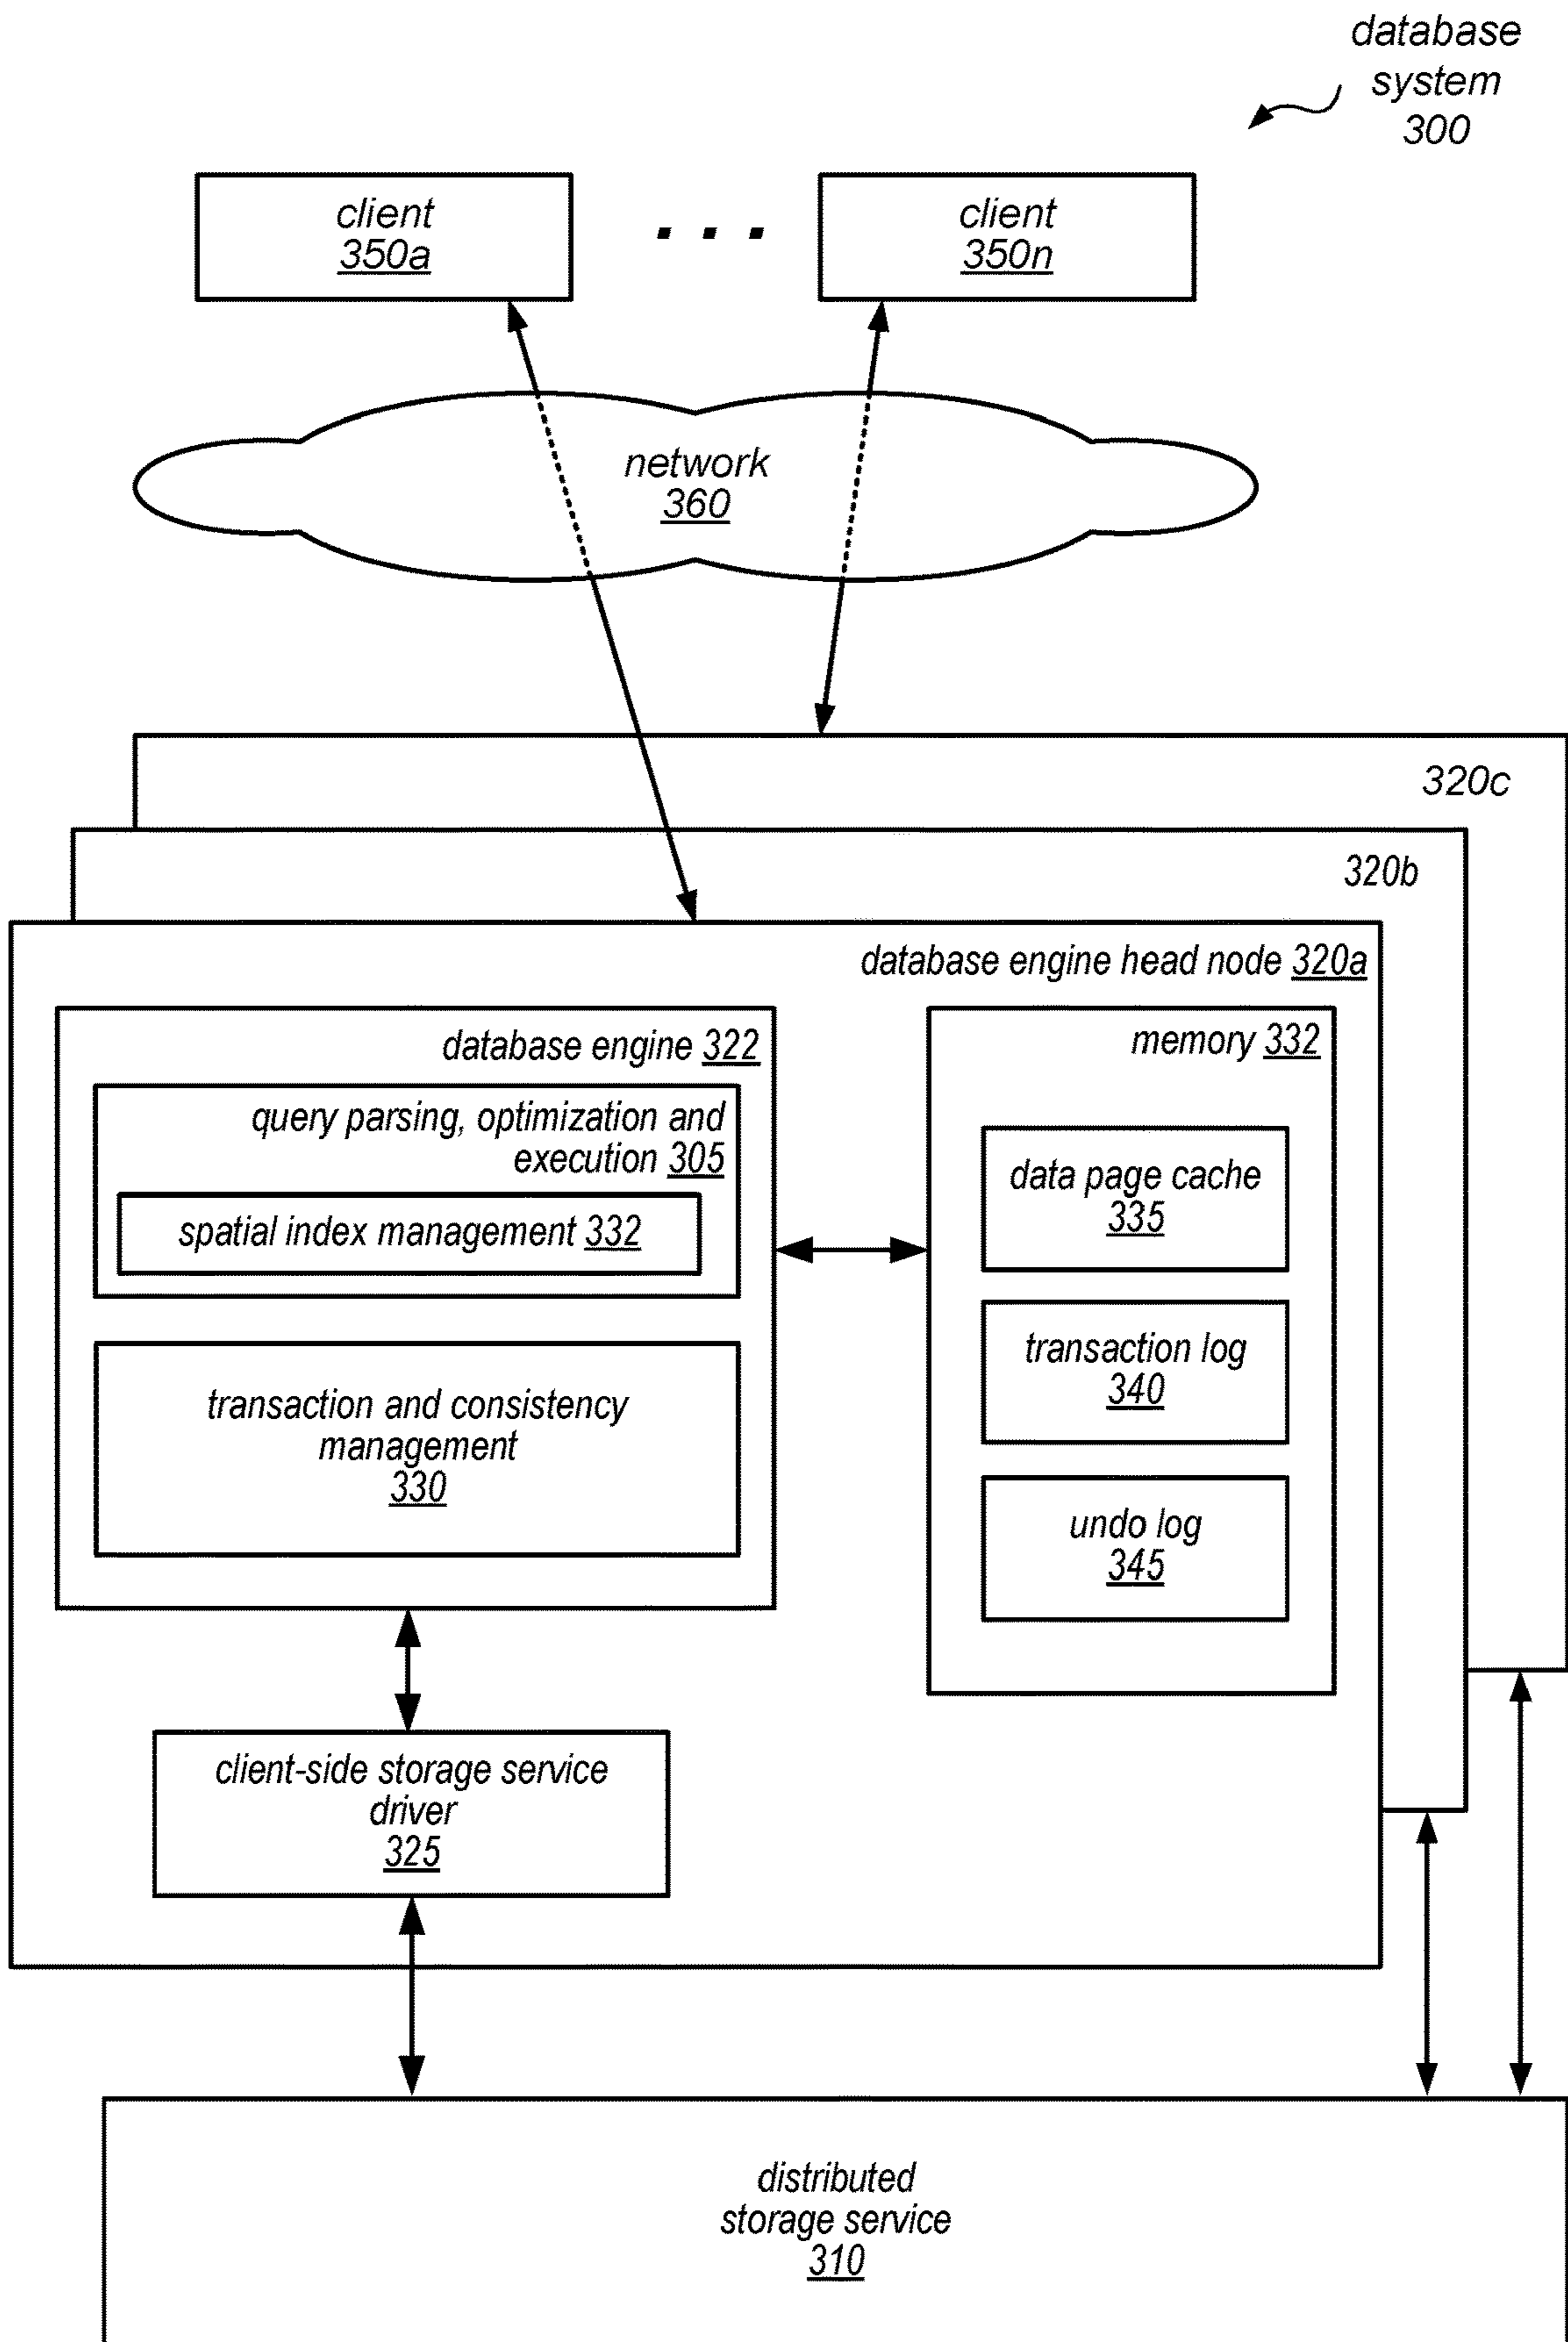 database
system
300
client
350a
client
350n
network
360
320c
320b
database engine head node 320a
database engine 322
query parsing, optimization and
execution 305
spatial index management 332
transaction and consistency
management
330
memory 332
data page cache
335
transaction log
340
undo log
345
client-side storage service
driver
325
distributed
storage service
310